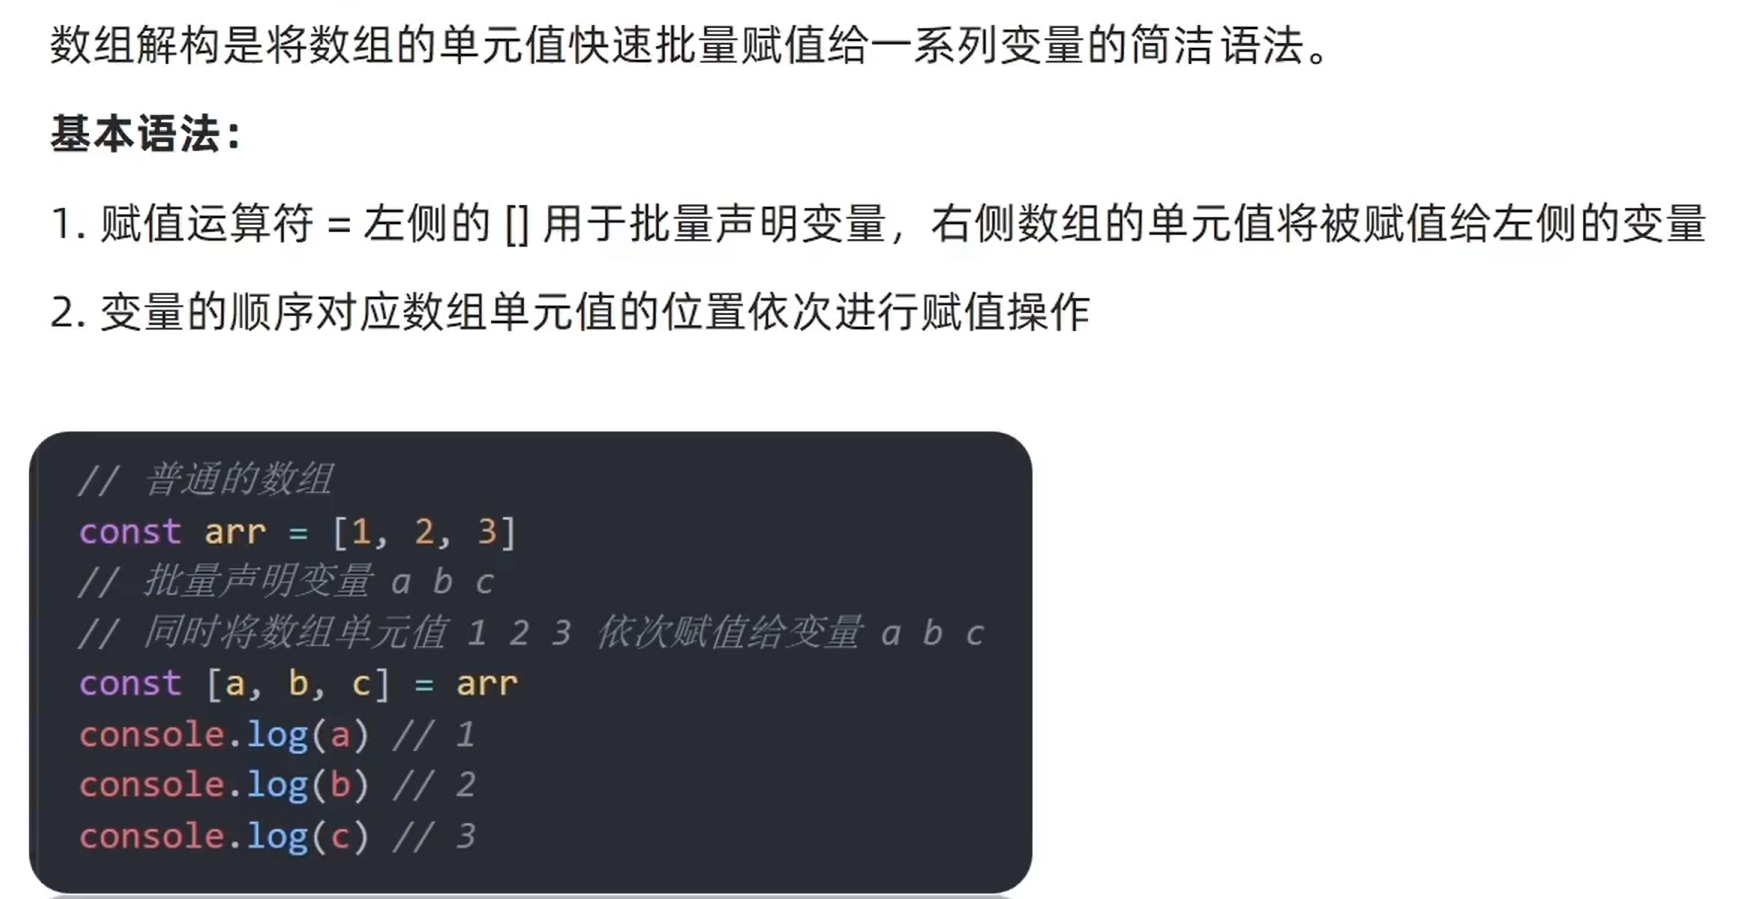 数组解构是将数组的单元值快速批量赋值给一系列变量的简洁语法。
基本语法：
1. 赋值运算符 = 左侧的 [] 用于批量声明变量，右侧数组的单元值将被赋值给左侧的变量
2. 变量的顺序对应数组单元值的位置依次进行赋值操作
// 普通的数组
const arr = [1, 2, 3]
// 批量声明变量 a b c
// 同时将数组单元值 1 2 3 依次赋值给变量 a b c
const [a, b, c] = arr
console.log(a) // 1
console.log(b) // 2
console.log(c) // 3